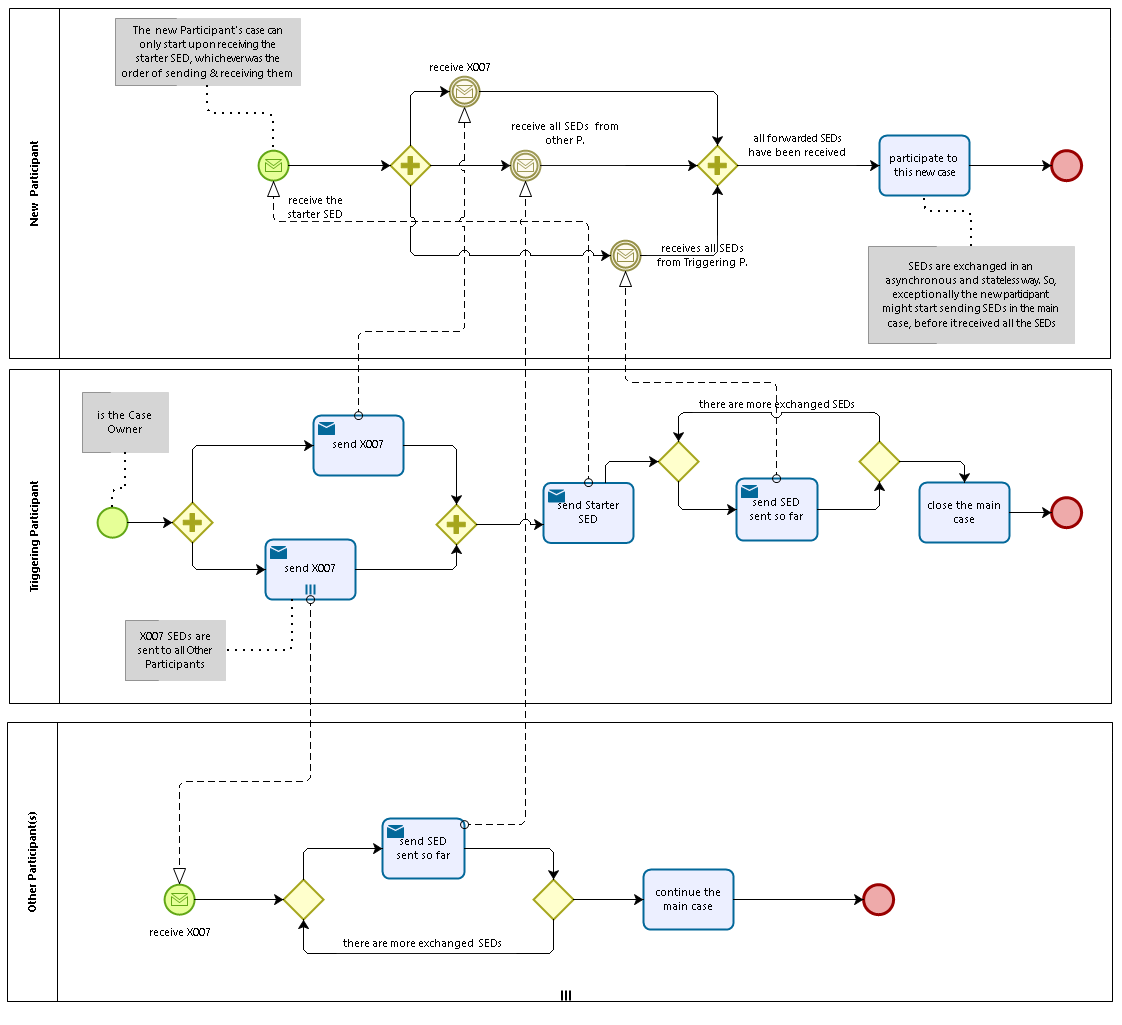 New Participant
The new Participant's case can
only start upon receiving the
starter SED, whichever was the
order of sending & receiving them
receive X007
receive all SEDs from
other P.
all forwarded SEDs
have been received
participate to
this new case
receive the
starter SED
receives all SEDs
from Triggering P.
SEDs are exchanged in an
asynchronous and stateless way. So,
exceptionally the new participant
might start sending SEDs in the main
case, before it received all the SEDs
Triggering Participant
is the Case
Owner
send X007
there are more exchanged SEDs
send Starter
SED
send SED
sent so far
close the main
case
send X007
X007 SEDs are
sent to all Other
Participants
Other Participant(s)
receive X007
send SED
sent so far
continue the
main case
there are more exchanged SEDs